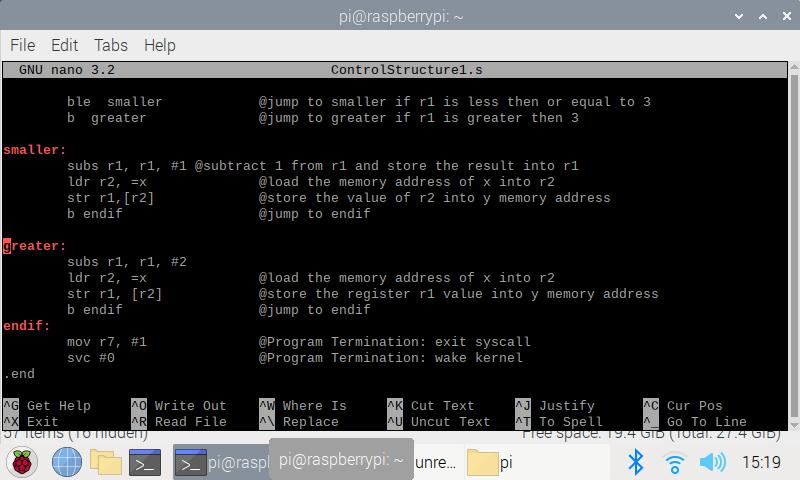 pi@raspberrypi: ~
File Edit Tabs Help
GNU nano 3.2 ControlStructure1.s
ble smaller @jump to smaller if r1 is less then or equal to 3
b greater @jump to greater if r1 is greater then 3
smaller:
subs r1, r1, #1 @subtract 1 from r1 and store the result into r1
ldr r2, =x @load the memory address of x into r2
str r1,[r2] @store the value of r2 into y memory address
b endif @jump to endif
greater:
subs r1, r1, #2
ldr r2, =x @load the memory address of x into r2
str r1, [r2] @store the register r1 value into y memory address
b endif @jump to endif
endif:
mov r7, #1 @Program Termination: exit syscall
svc #0 @Program Termination: wake kernel
.end
^G Get Help ^O Write Out ^W Where Is ^K Cut Text ^J Justify ^C Cur Pos
^X Exit ^R Read File ^\ Replace ^U Uncut Text ^T To Spell ^_ Go To Line
57 items (16 hidden) Free space: 19.4 GiB (Total: 27.4 GiB)
pi@raspb pi@raspberrypi: ~ unre... pi 15:19